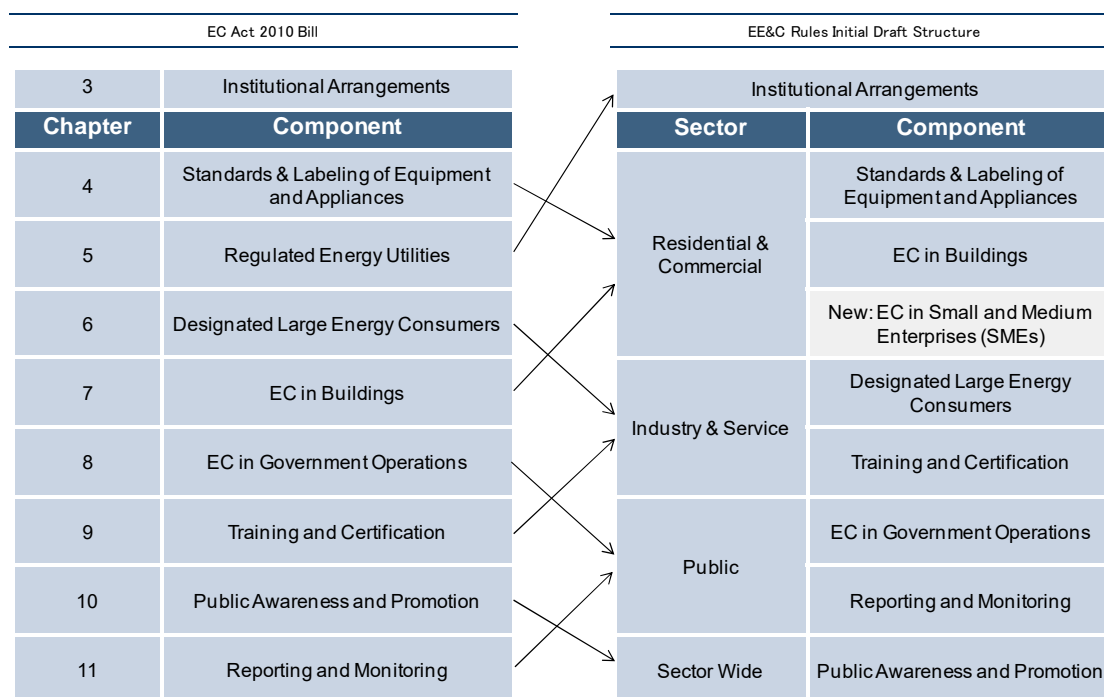 EC Act 2010 Bill
3 Institutional Arrangements
Chapter Component
4 Standards & Labeling of Equipment
and Appliances
5 Regulated Energy Utilities
6 Designated Large Energy Consumers
7 EC in Buildings
8 EC in Government Operations
9 Training and Certification
10 Public Awareness and Promotion
11 Reporting and Monitoring
EE&C Rules Initial Draft Structure
Institutional Arrangements
Sector Component
Residential &
Commercial
Standards & Labeling of
Equipment and Appliances
EC in Buildings
New: EC in Small and Medium
Enterprises (SMEs)
Industry & Service
Designated Large Energy
Consumers
Training and Certification
Public
EC in Government Operations
Reporting and Monitoring
Sector Wide
Public Awareness and Promotion